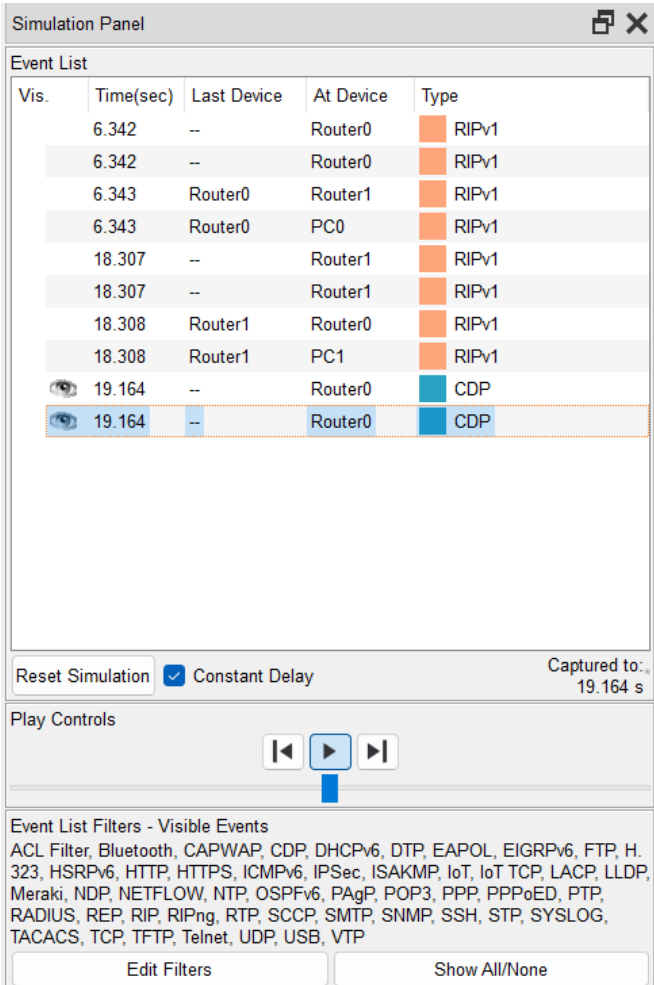 Simulation Panel
Event List
Vis. Time(sec) Last Device At Device Type
6.342 -- Router0 RIPv1
6.342 -- Router0 RIPv1
6.343 Router0 Router1 RIPv1
6.343 Router0 PC0 RIPv1
18.307 -- Router1 RIPv1
18.307 -- Router1 RIPv1
18.308 Router1 Router0 RIPv1
18.308 Router1 PC1 RIPv1
19.164 -- Router0 CDP
19.164 -- Router0 CDP
Reset Simulation Constant Delay Captured to:*
19.164 s
Play Controls
Event List Filters - Visible Events
ACL Filter, Bluetooth, CAPWAP, CDP, DHCPv6, DTP, EAPOL, EIGRPv6, FTP, H.
323, HSRPv6, HTTP, HTTPS, ICMPv6, IPSec, ISAKMP, IoT, IoT TCP, LACP, LLDP,
Meraki, NDP, NETFLOW, NTP, OSPFv6, PAgP, POP3, PPP, PPPoED, PTP,
RADIUS, REP, RIP, RIPng, RTP, SCCP, SMTP, SNMP, SSH, STP, SYSLOG,
TACACS, TCP, TFTP, Telnet, UDP, USB, VTP
Edit Filters Show All/None